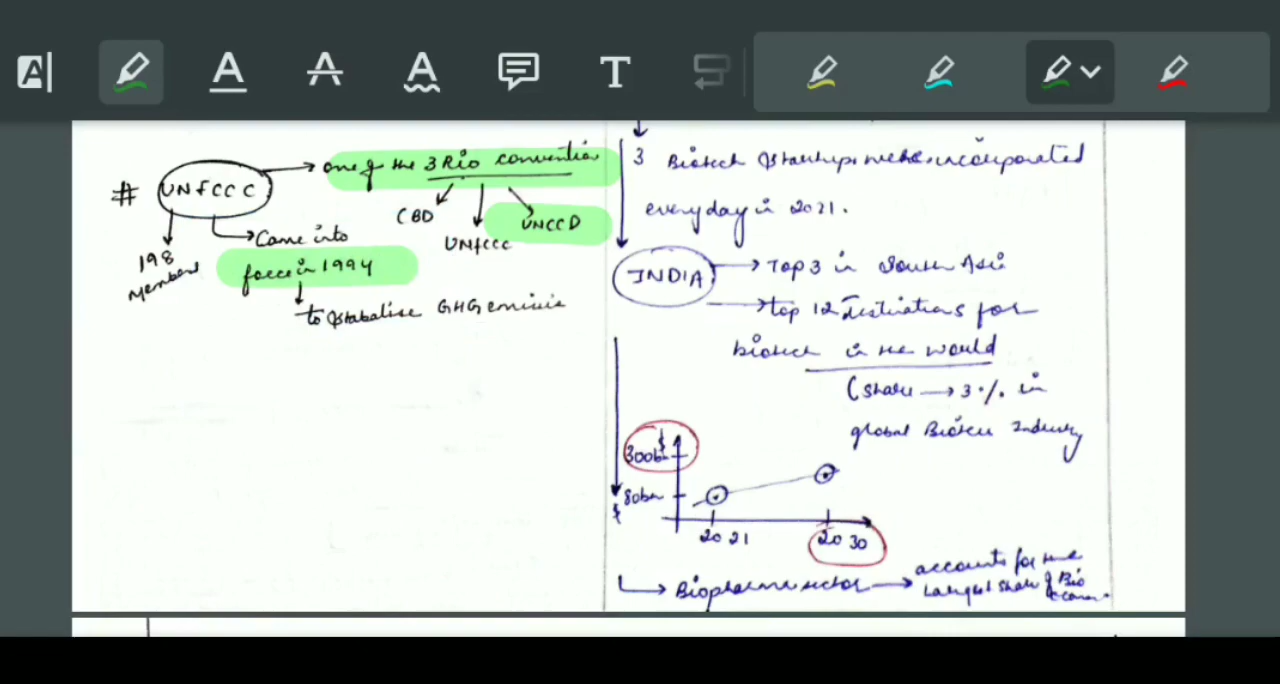 # UNFCCC → one of the 3 Rio convention
CBD
UNFCCC
UNCCD
198
Members
Came into
force in 1994
to stabalise GHG
3 Biotech startups were incorporated
everyday in 2021.
INDIA → Top 3 in South Asia
→ top 12 destinations for
biotech in the world
(share → 3% in
global Biotech Industry
300b $
80bn
$
2021
2030
Biopharma sector → accounts for the
Largest share of Bio